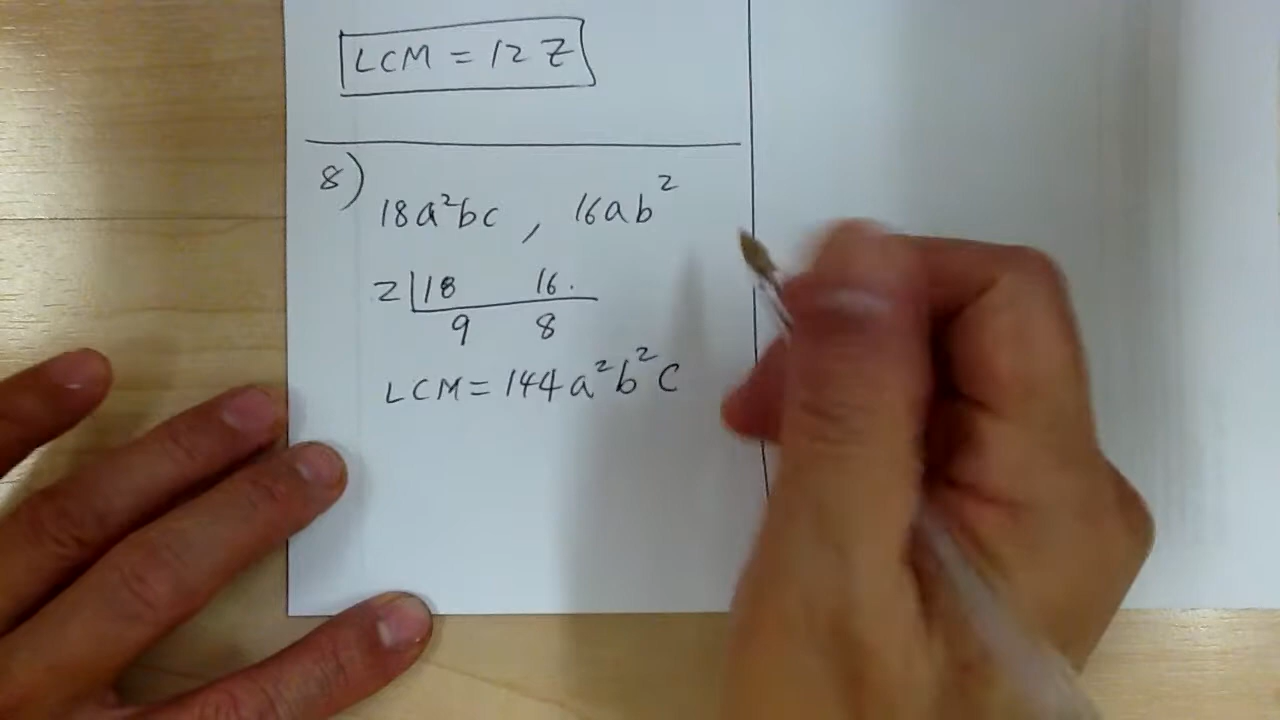 LCM = 12 Z
8)
18a²bc , 16ab²
2 18 16.
9 8
LCM = 144a²b²c